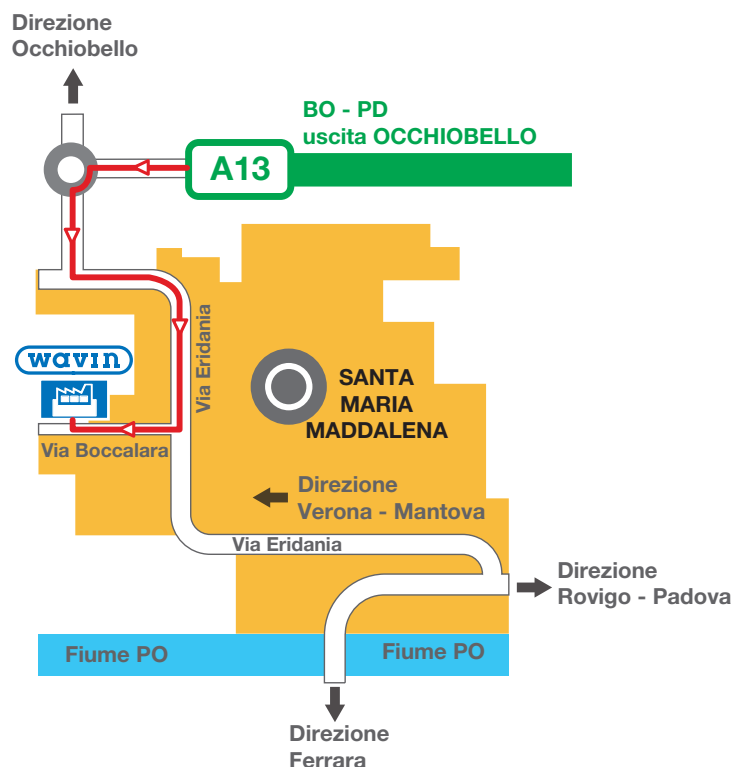 Direzione
Occhiobello
BO - PD
uscita OCCHIOBELLO
A13
Via Eridania
wavin
SANTA
MARIA
MADDALENA
Via Boccalara
Direzione
Verona - Mantova
Via Eridania
Direzione
Rovigo - Padova
Fiume PO
Fiume PO
Direzione
Ferrara